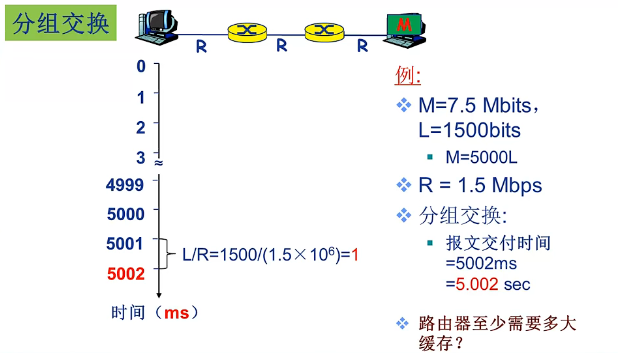 分组交换
M
R
R
R
0
1
2
3
≈
4999
5000
5001
5002
L/R=1500/(1.5×10⁶)=1
时间（ms）
例:
❖ M=7.5 Mbits，
L=1500bits
▪ M=5000L
❖ R = 1.5 Mbps
❖ 分组交换:
▪ 报文交付时间
=5002ms
=5.002 sec
❖ 路由器至少需要多大
缓存？